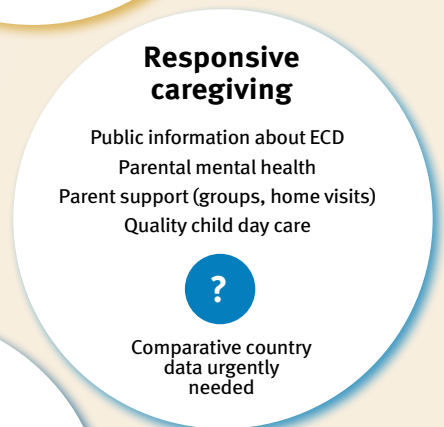 Responsive
caregiving
Public information about ECD
Parental mental health
Parent support (groups, home visits)
Quality child day care
?
Comparative country
data urgently
needed